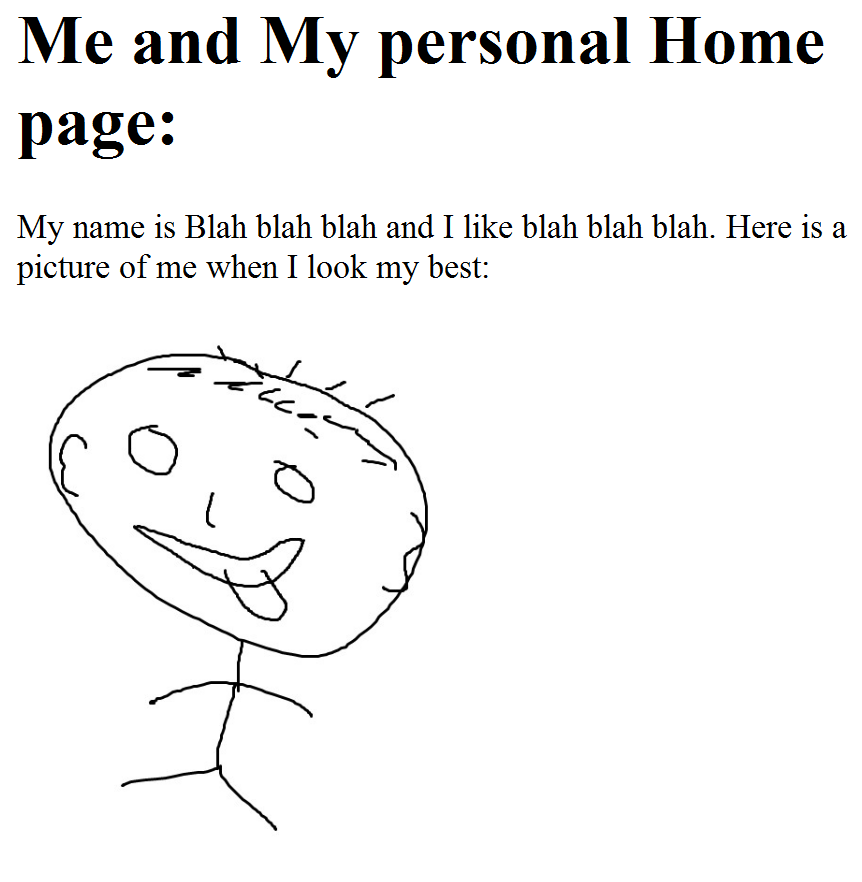 Me and My personal Home
page:
My name is Blah blah blah and I like blah blah blah. Here is a
picture of me when I look my best: